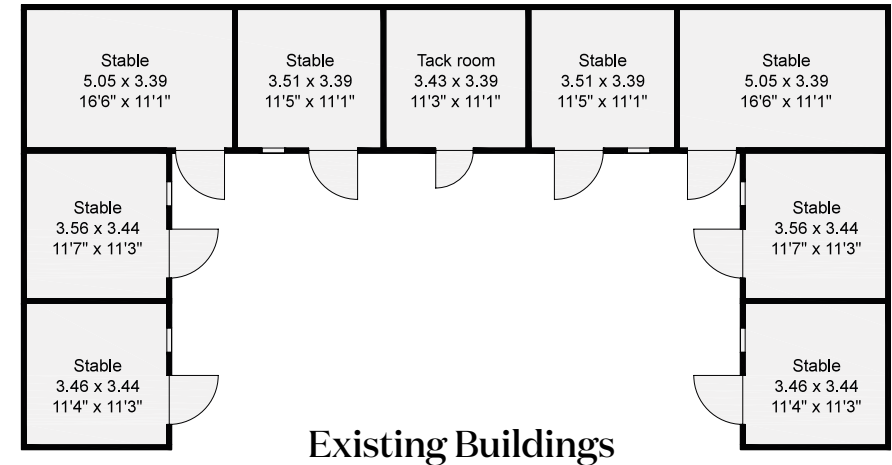 Stable
5.05 x 3.39
16'6" x 11'1"
Stable
3.51 x 3.39
11'5" x 11'1"
Tack room
3.43 x 3.39
11'3" x 11'1"
Stable
3.51 x 3.39
11'5" x 11'1"
Stable
5.05 x 3.39
16'6" x 11'1"
Stable
3.56 x 3.44
11'7" x 11'3"
Stable
3.56 x 3.44
11'7" x 11'3"
Stable
3.46 x 3.44
11'4" x 11'3"
Stable
3.46 x 3.44
11'4" x 11'3"
Existing Buildings